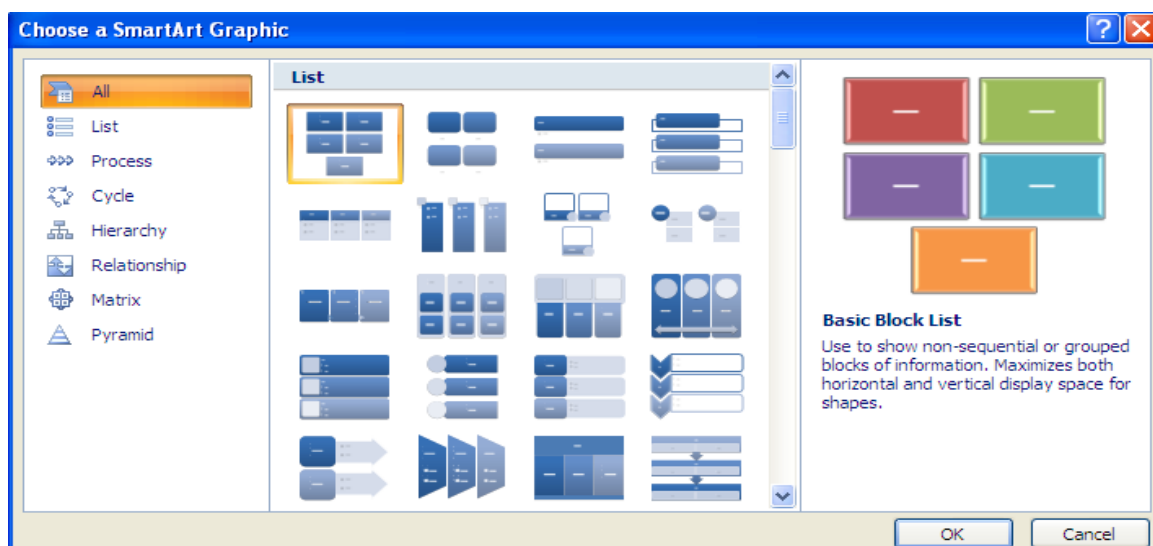 Choose a SmartArt Graphic
All
List
Process
Cycle
Hierarchy
Relationship
Matrix
Pyramid
List
Basic Block List
Use to show non-sequential or grouped
blocks of information. Maximizes both
horizontal and vertical display space for
shapes.
OK
Cancel